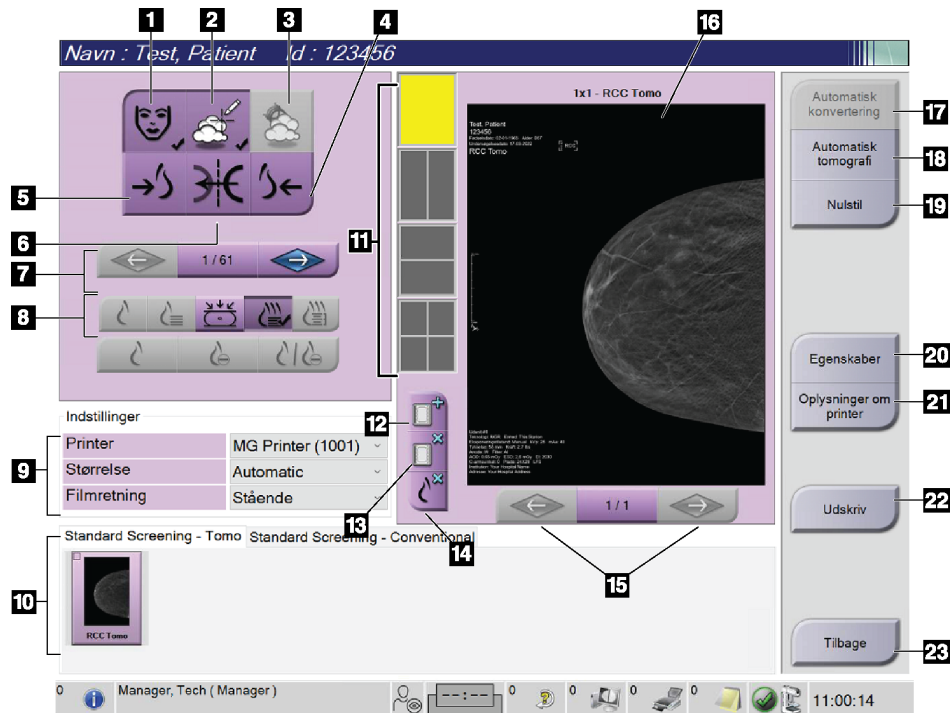 Navn : Test, Patient Id : 123456
1
2
3
4
5
6
7
8
9
10
11
12
13
14
15
16
17
18
19
20
21
22
23
1 / 61
Indstillinger
Printer
MG Printer (1001)
Størrelse
Automatic
Filmretning
Stående
1x1 - RCC Tomo
Test, Patient
123456
RCC Tomo
RCC
1 / 1
Automatisk
konvertering
Automatisk
tomografi
Nulstil
Egenskaber
Oplysninger om
printer
Udskriv
Tilbage
Standard Screening - Tomo
Standard Screening - Conventional
RCC Tomo
0
Manager, Tech ( Manager )
--:--
0
0
0
0
11:00:14